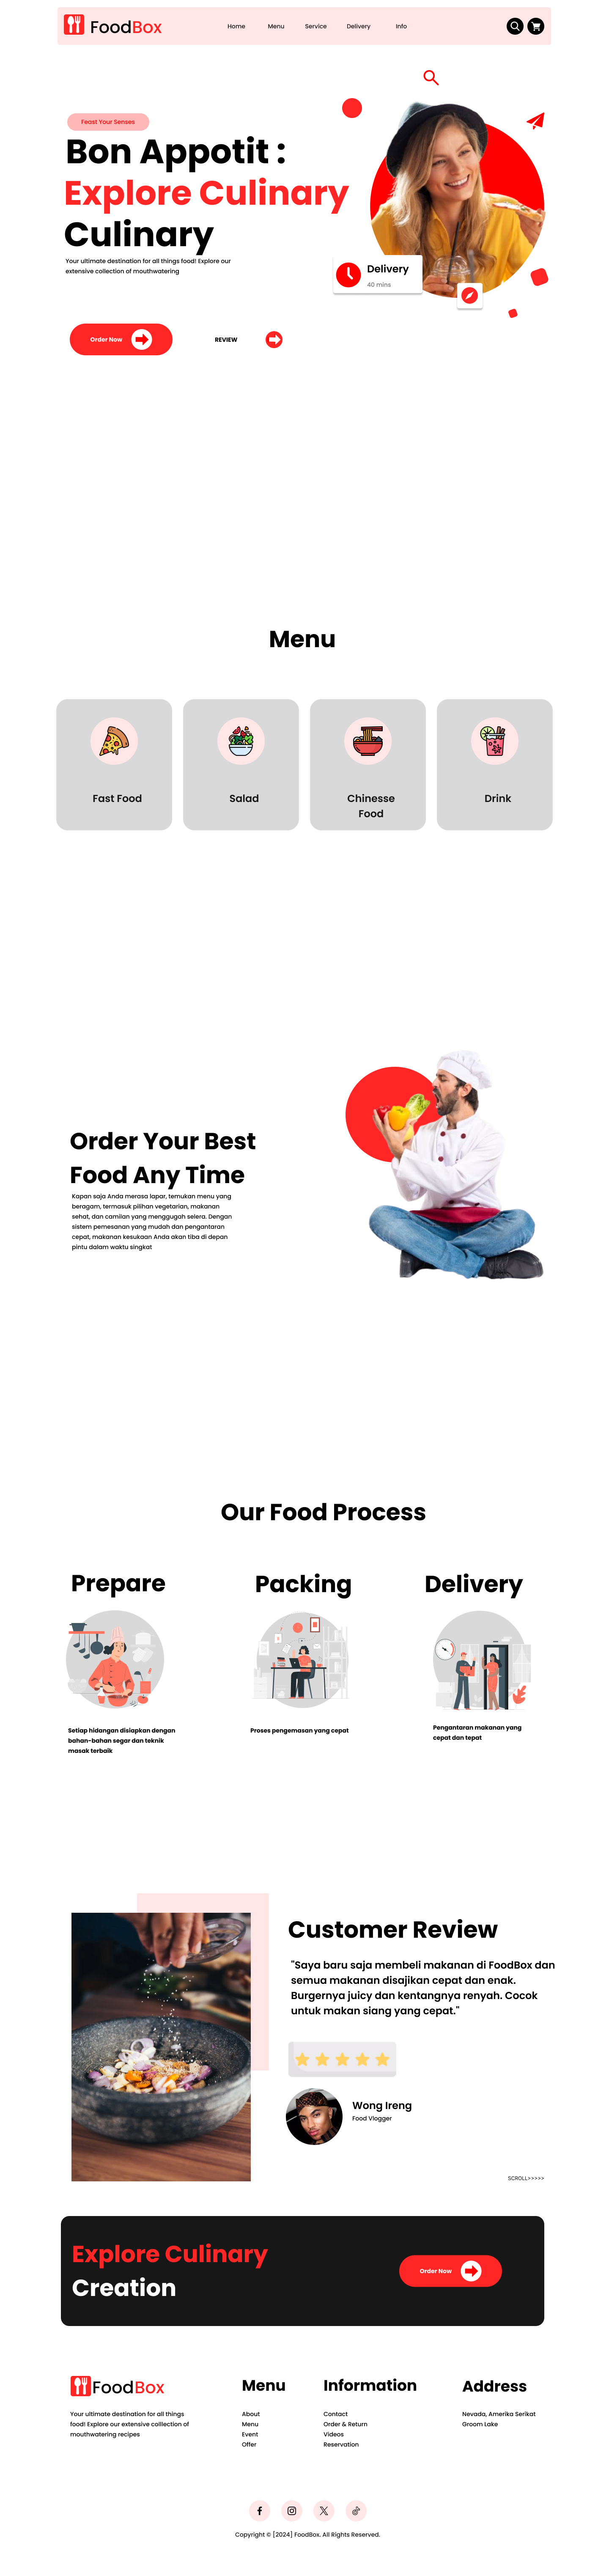 FoodBox
Home Menu Service Delivery Info
Feast Your Senses
Bon Appotit :
Explore Culinary
Culinary
Your ultimate destination for all things food! Explore our
extensive collection of mouthwatering
Delivery
40 mins
Order Now
REVIEW
Menu
Fast Food
Salad
Chinesse
Food
Drink
Order Your Best
Food Any Time
Kapan saja Anda merasa lapar, temukan menu yang
beragam, termasuk pilihan vegetarian, makanan
sehat, dan camilan yang menggugah selera. Dengan
sistem pemesanan yang mudah dan pengantaran
cepat, makanan kesukaan Anda akan tiba di depan
pintu dalam waktu singkat
Our Food Process
Prepare
Setiap hidangan disiapkan dengan
bahan-bahan segar dan teknik
masak terbaik
Packing
Proses pengemasan yang cepat
Delivery
Pengantaran makanan yang
cepat dan tepat
Customer Review
"Saya baru saja membeli makanan di FoodBox dan
semua makanan disajikan cepat dan enak.
Burgernya juicy dan kentangnya renyah. Cocok
untuk makan siang yang cepat."
Wong Ireng
Food Vlogger
SCROLL>>>>>
Explore Culinary
Creation
Order Now
FoodBox
Your ultimate destination for all things
food! Explore our extensive colllection of
mouthwatering recipes
Menu
About
Menu
Event
Offer
Information
Contact
Order & Return
Videos
Reservation
Address
Nevada, Amerika Serikat
Groom Lake
Copyright © [2024] FoodBox. All Rights Reserved.